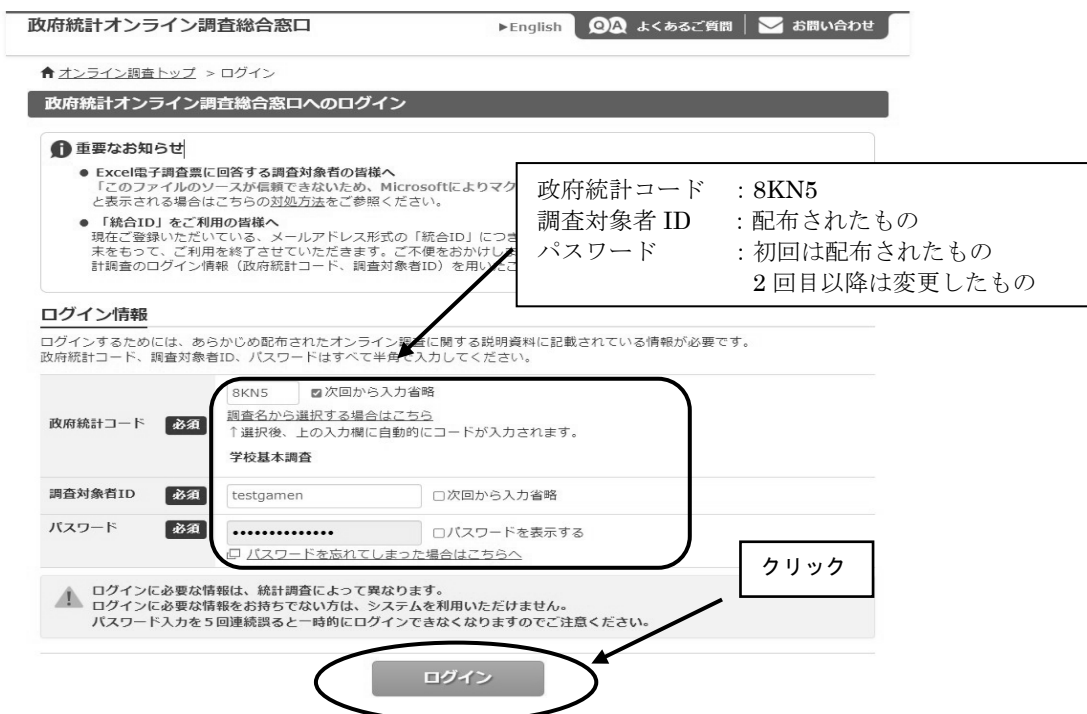 政府統計オンライン調査総合窓口
▶English QA よくあるご質問 お問い合わせ
オンライン調査トップ > ログイン
政府統計オンライン調査総合窓口へのログイン
重要なお知らせ
● Excel電子調査票に回答する調査対象者の皆様へ
「このファイルのソースが信頼できないため、Microsoftによりマク
と表示される場合はこちらの対処方法をご参照ください。
● 「統合ID」をご利用の皆様へ
現在ご登録いただいている、メールアドレス形式の「統合ID」につき
末をもって、ご利用を終了させていただきます。ご不便をおかけしま
計調査のログイン情報（政府統計コード、調査対象者ID）を用いたこ
政府統計コード ：8KN5
調査対象者 ID ：配布されたもの
パスワード ：初回は配布されたもの
2 回目以降は変更したもの
ログイン情報
ログインするためには、あらかじめ配布されたオンライン調査に関する説明資料に記載されている情報が必要です。
政府統計コード、調査対象者ID、パスワードはすべて半角で入力してください。
政府統計コード 必須 8KN5 次回から入力省略
調査名から選択する場合はこちら
↑選択後、上の入力欄に自動的にコードが入力されます。
学校基本調査
調査対象者ID 必須 testgamen 次回から入力省略
パスワード 必須 •••••••••••••• パスワードを表示する
パスワードを忘れてしまった場合はこちらへ
クリック
ログインに必要な情報は、統計調査によって異なります。
ログインに必要な情報をお持ちでない方は、システムを利用いただけません。
パスワード入力を５回連続誤ると一時的にログインできなくなりますのでご注意ください。
ログイン